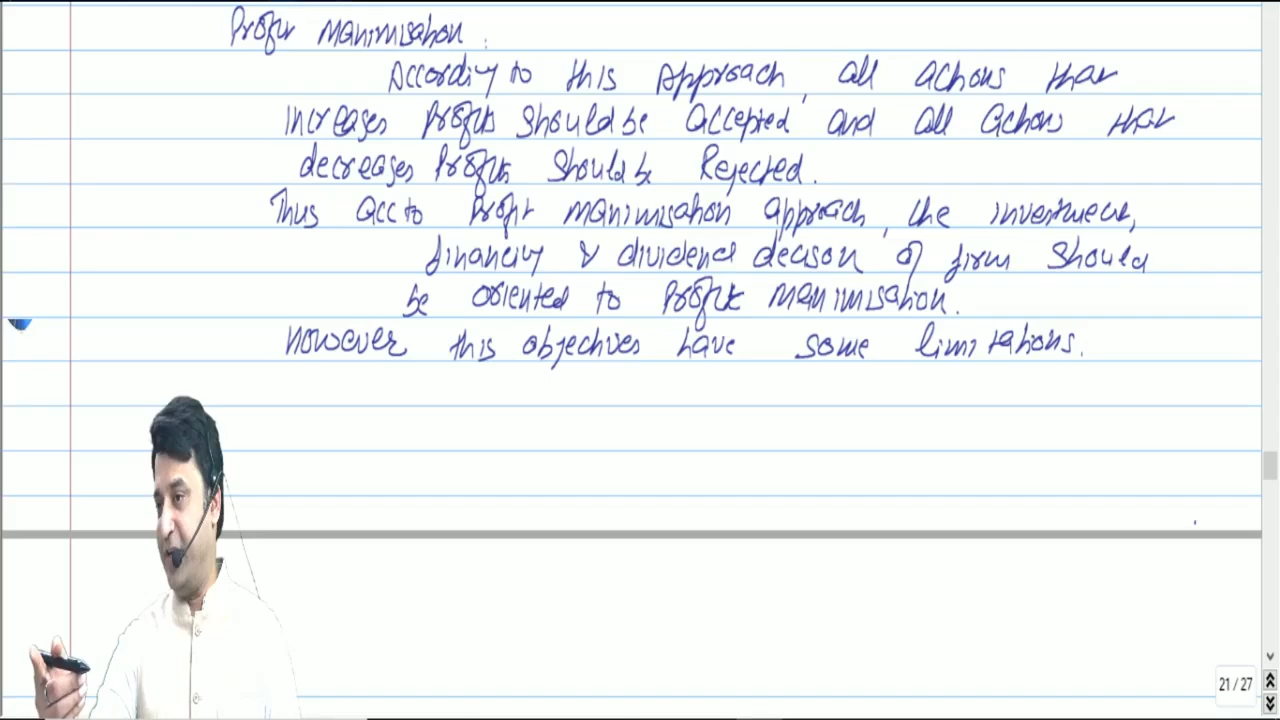 Profit Maximisation :
According to this Approach, all actions that
increases Profits should be accepted and all actions that
decreases Profits should be Rejected.
Thus acc to Profit maximisation approach, the investment,
financing & dividend decision of firm should
be oriented to Profit maximisation.
However this objectives have some limitations.
21 / 27